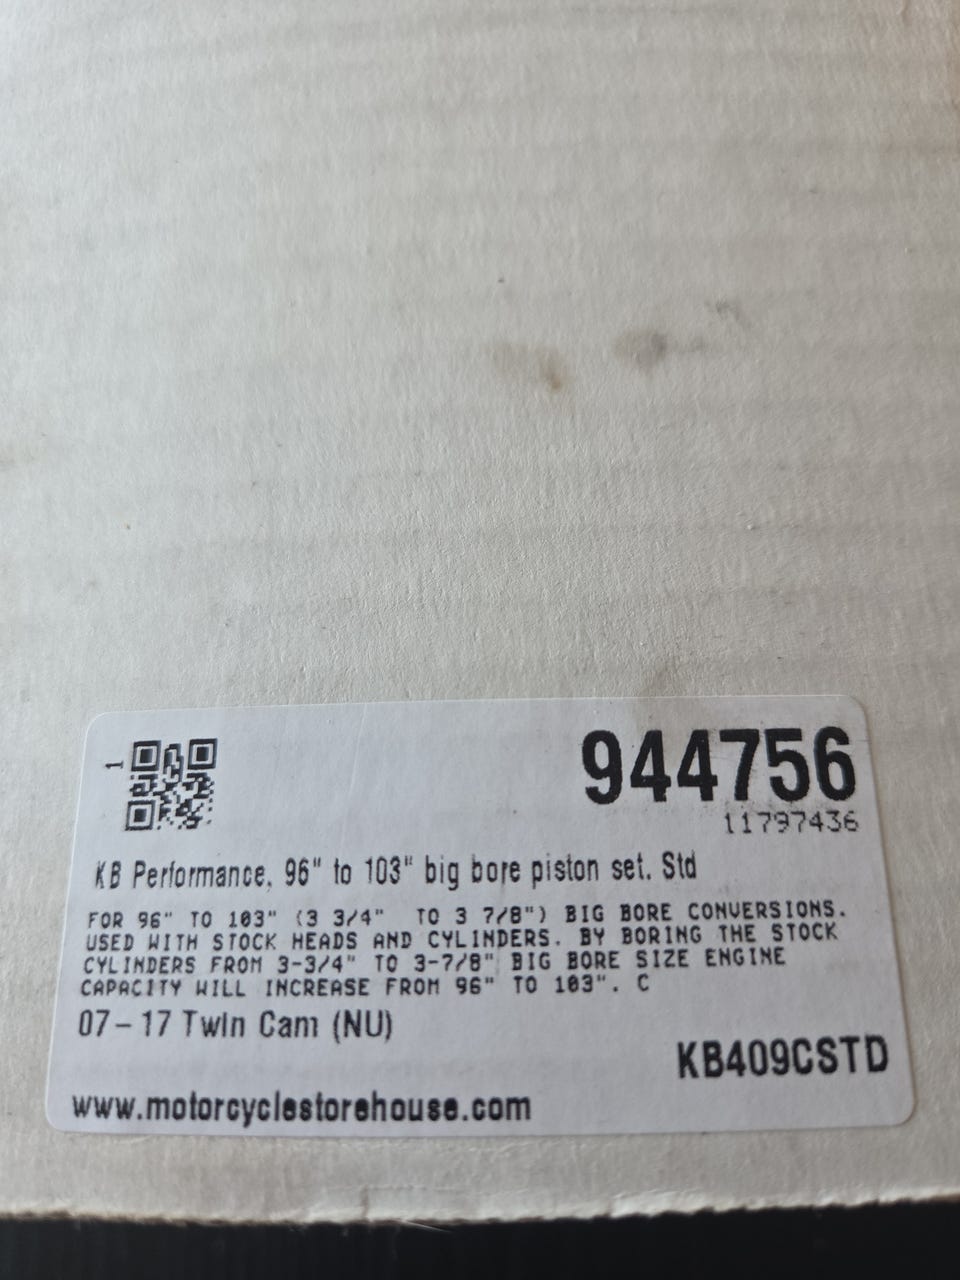 1
944756
11797436
KB Performance, 96" to 103" big bore piston set. Std
FOR 96" TO 103" (3 3/4" TO 3 7/8") BIG BORE CONVERSIONS.
USED WITH STOCK HEADS AND CYLINDERS. BY BORING THE STOCK
CYLINDERS FROM 3-3/4" TO 3-7/8" BIG BORE SIZE ENGINE
CAPACITY WILL INCREASE FROM 96" TO 103". C
07-17 Twin Cam (NU)
KB409CSTD
www.motorcyclestorehouse.com